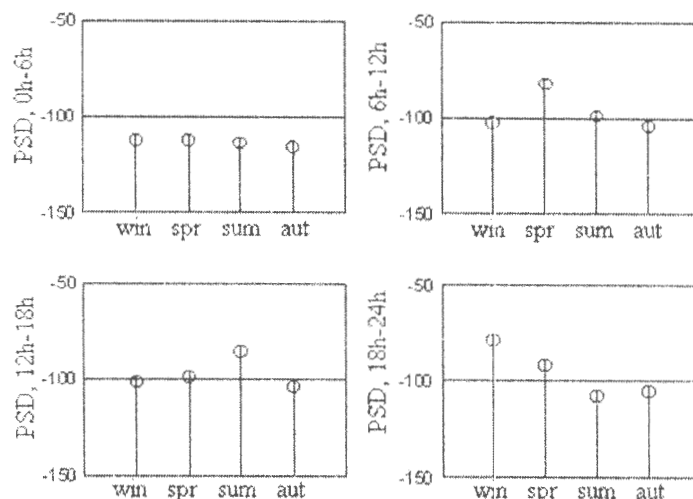 PSD, 0h-6h
-50
-100
-150
win spr sum aut
PSD, 6h-12h
-50
-100
-150
win spr sum aut
PSD, 12h-18h
-50
-100
-150
win spr sum aut
PSD, 18h-24h
-50
-100
-150
win spr sum aut